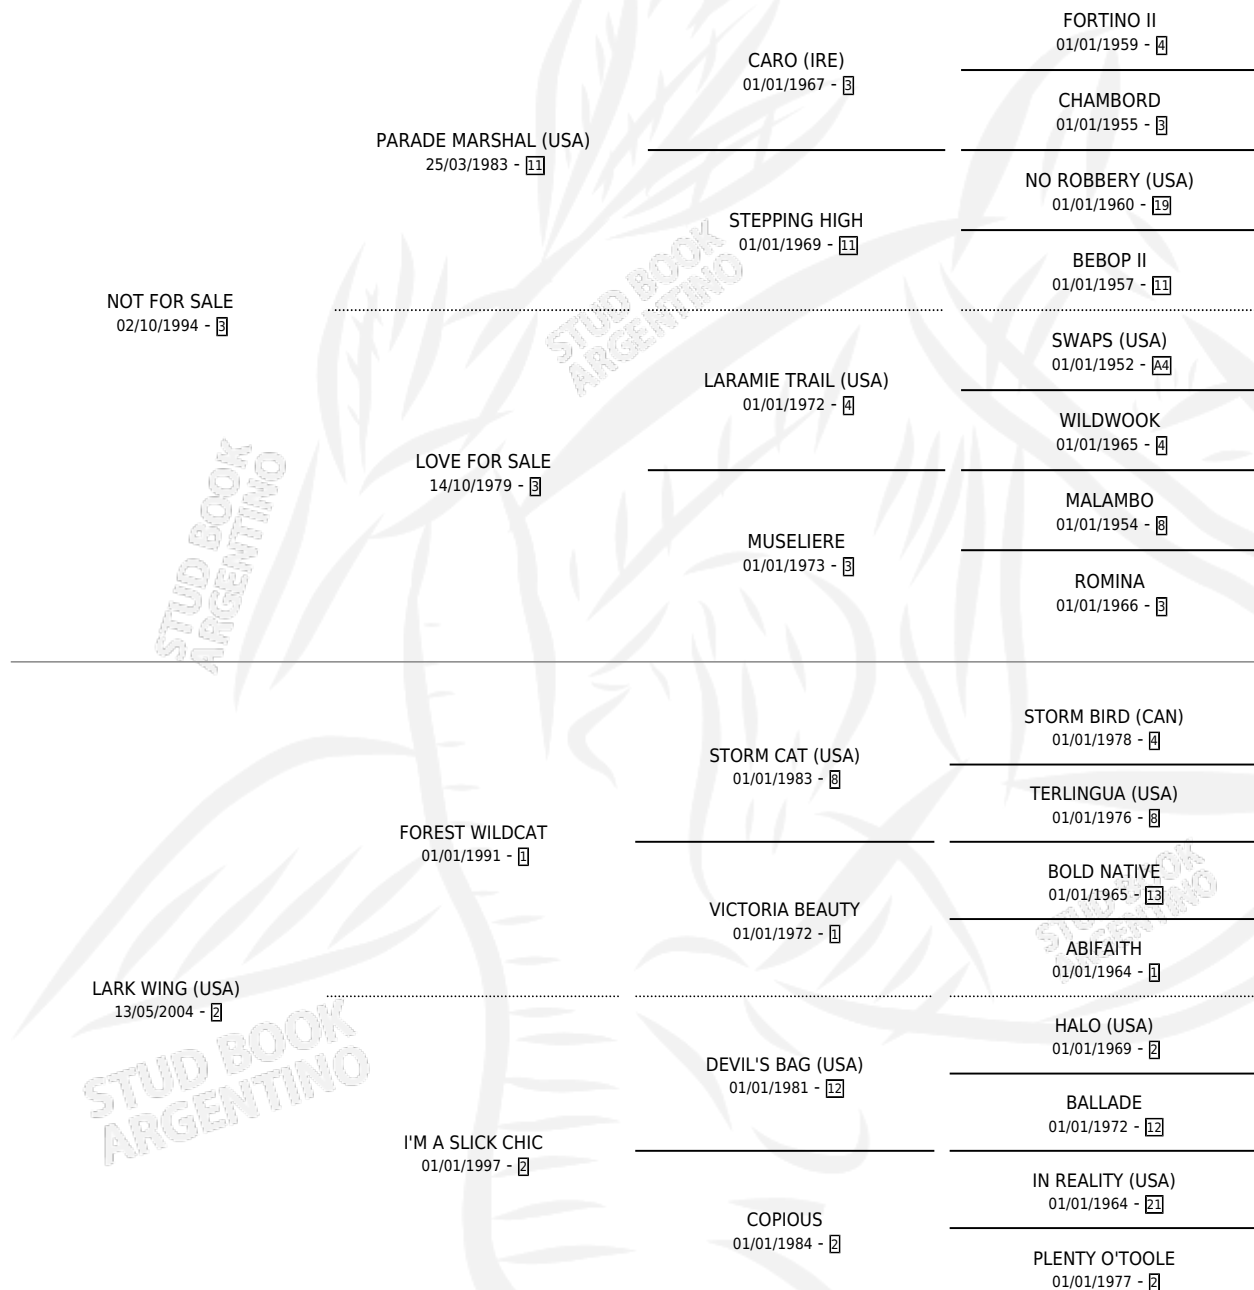 FORTINO II
01/01/1959 - 4
CARO (IRE)
01/01/1967 - 3
CHAMBORD
01/01/1955 - 3
PARADE MARSHAL (USA)
25/03/1983 - 11
NO ROBBERY (USA)
01/01/1960 - 19
STEPPING HIGH
01/01/1969 - 11
BEBOP II
01/01/1957 - 11
NOT FOR SALE
02/10/1994 - 3
SWAPS (USA)
01/01/1952 - A4
LARAMIE TRAIL (USA)
01/01/1972 - 4
WILDWOOK
01/01/1965 - 4
LOVE FOR SALE
14/10/1979 - 3
MALAMBO
01/01/1954 - 8
MUSELIERE
01/01/1973 - 3
ROMINA
01/01/1966 - 3
STUD BOOK
ARGENTINO
STUD BOOK
ARGENTINO
STORM BIRD (CAN)
01/01/1978 - 4
STORM CAT (USA)
01/01/1983 - 8
TERLINGUA (USA)
01/01/1976 - 8
FOREST WILDCAT
01/01/1991 - 1
BOLD NATIVE
01/01/1965 - 13
VICTORIA BEAUTY
01/01/1972 - 1
ABIFAITH
01/01/1964 - 1
STUD BOOK
ARGENTINO
LARK WING (USA)
13/05/2004 - 2
HALO (USA)
01/01/1969 - 2
DEVIL'S BAG (USA)
01/01/1981 - 12
BALLADE
01/01/1972 - 12
I'M A SLICK CHIC
01/01/1997 - 2
IN REALITY (USA)
01/01/1964 - 21
COPIOUS
01/01/1984 - 2
PLENTY O'TOOLE
01/01/1977 - 2
STUD BOOK
ARGENTINO